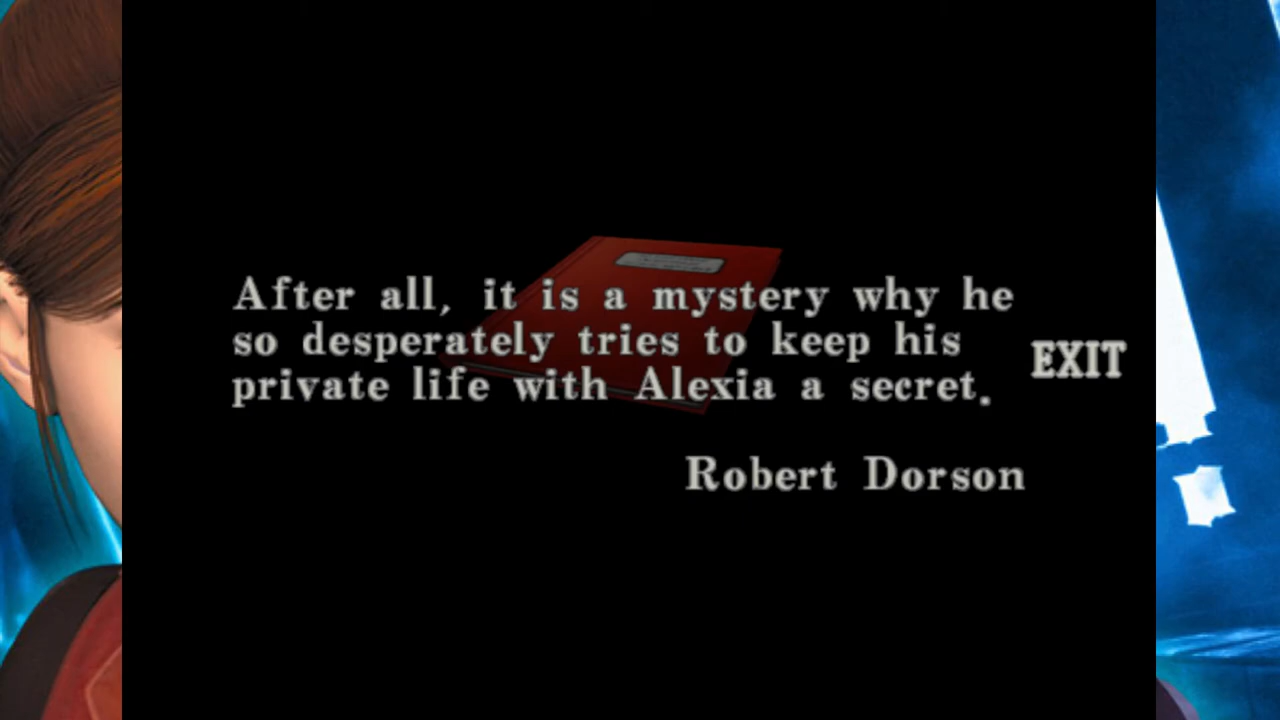 After all, it is a mystery why he
so desperately tries to keep his
private life with Alexia a secret.
EXIT
Robert Dorson